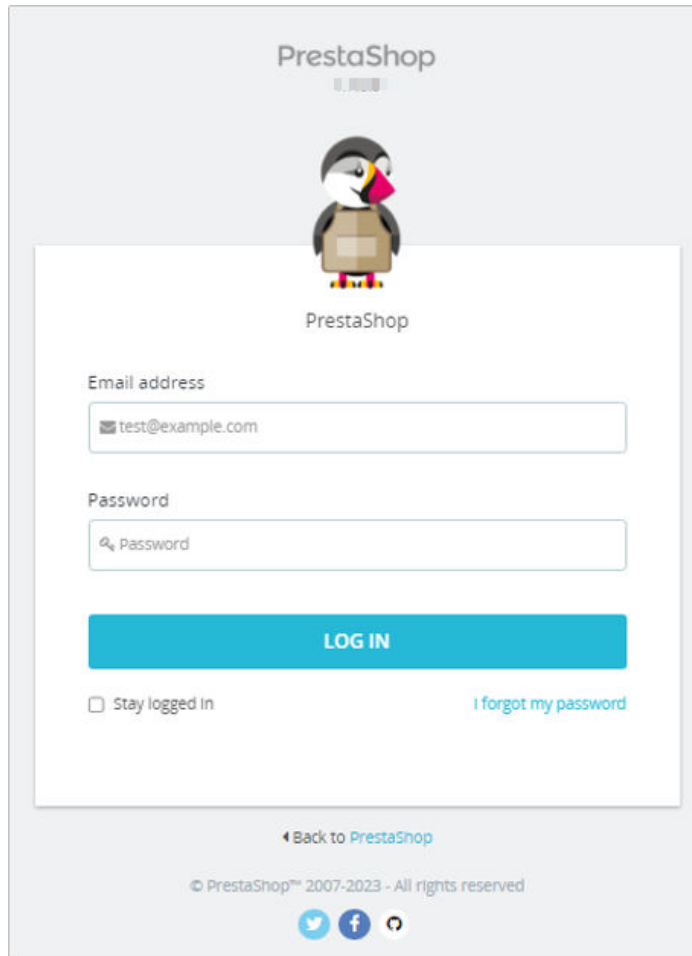 PrestaShop
PrestaShop
Email address
test@example.com
Password
Password
LOG IN
Stay logged in
I forgot my password
Back to PrestaShop
© PrestaShop™ 2007-2023 - All rights reserved